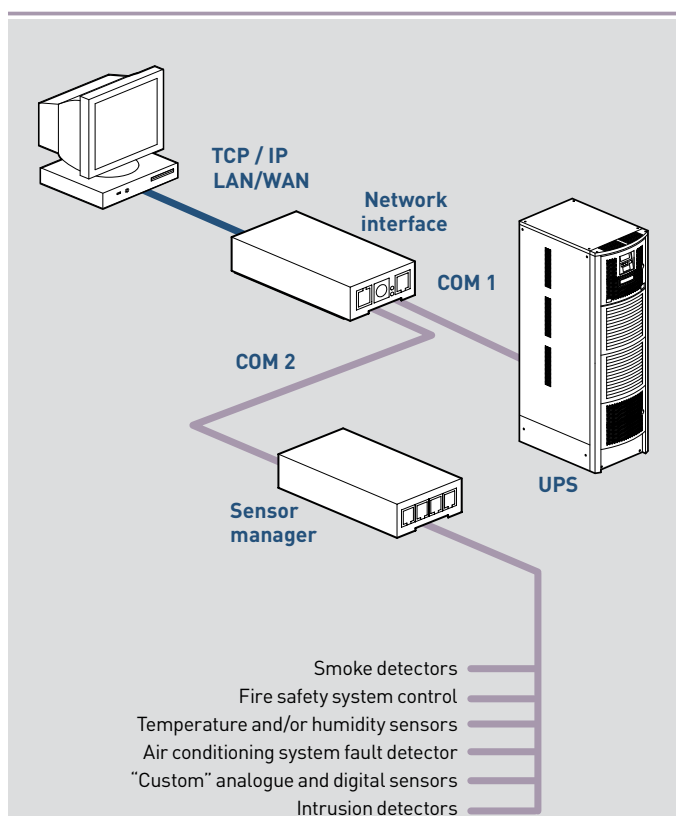 TCP / IP
LAN/WAN
Network
interface
COM 1
COM 2
UPS
Sensor
manager
Smoke detectors
Fire safety system control
Temperature and/or humidity sensors
Air conditioning system fault detector
“Custom” analogue and digital sensors
Intrusion detectors